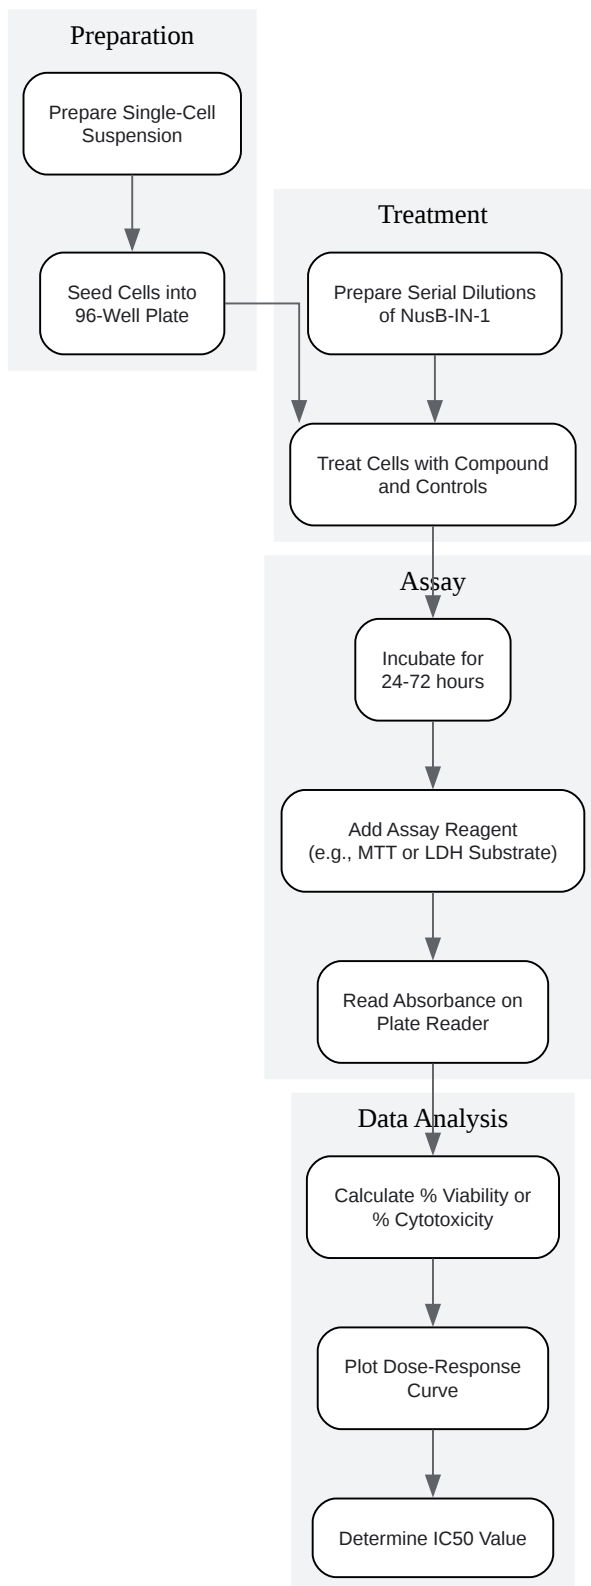 Preparation
Prepare Single-Cell
Suspension
Seed Cells into
96-Well Plate
Treatment
Prepare Serial Dilutions
of NusB-IN-1
Treat Cells with Compound
and Controls
Assay
Incubate for
24-72 hours
Add Assay Reagent
(e.g., MTT or LDH Substrate)
Read Absorbance on
Plate Reader
Data Analysis
Calculate % Viability or
% Cytotoxicity
Plot Dose-Response
Curve
Determine IC50 Value